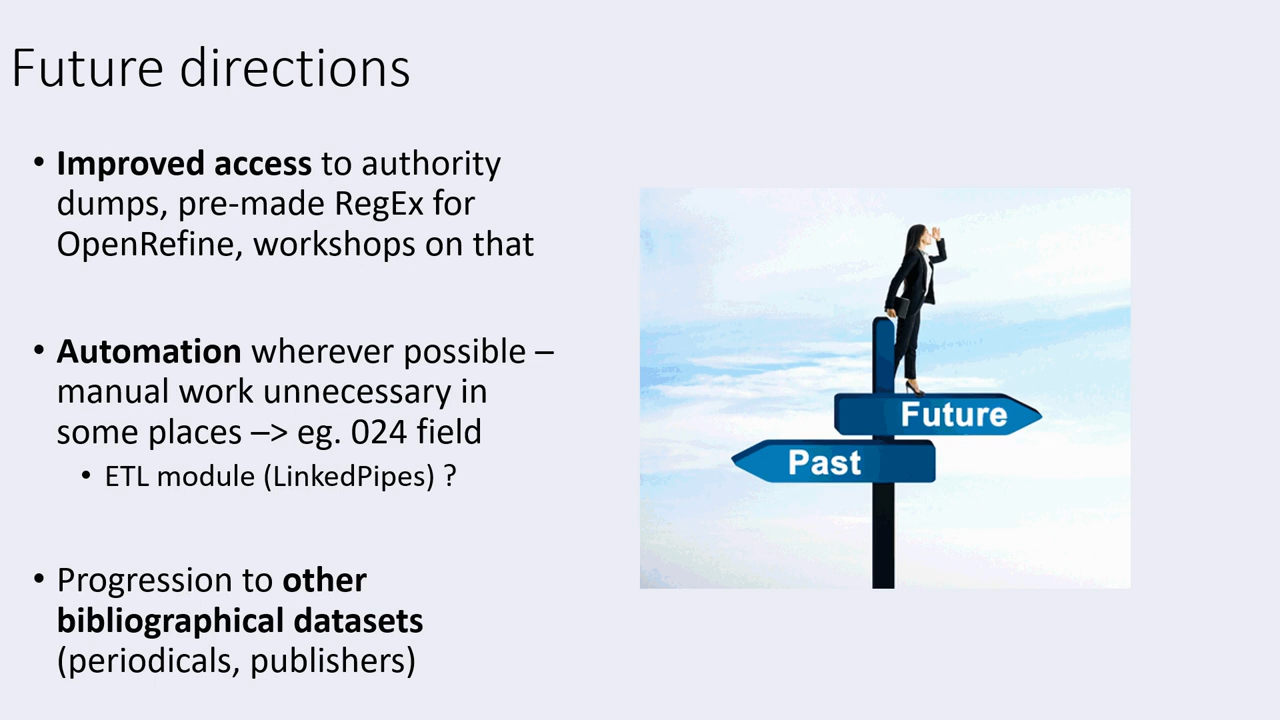 Future directions
• Improved access to authority
dumps, pre-made RegEx for
OpenRefine, workshops on that
• Automation wherever possible –
manual work unnecessary in
some places –> eg. 024 field
• ETL module (LinkedPipes) ?
• Progression to other
bibliographical datasets
(periodicals, publishers)
Future
Past